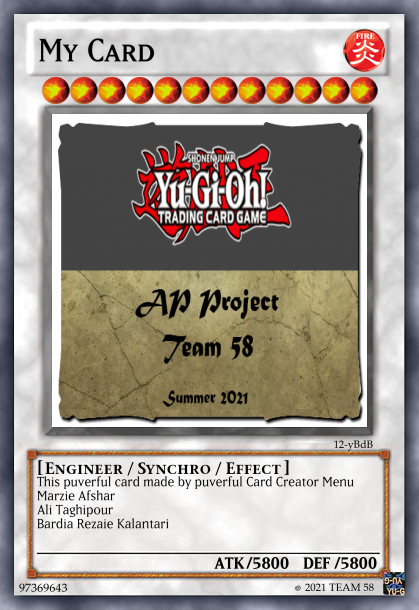 My Card
FIRE
炎
SHONEN JUMP
Yu-Gi-Oh!
TRADING CARD GAME
AP Project
Team 58
Summer 2021
12-yBdB
[ Engineer / Synchro / Effect ]
This puverful card made by puverful Card Creator Menu
Marzie Afshar
Ali Taghipour
Bardia Rezaie Kalantari
ATK/5800 DEF/5800
97369643
© 2021 TEAM 58